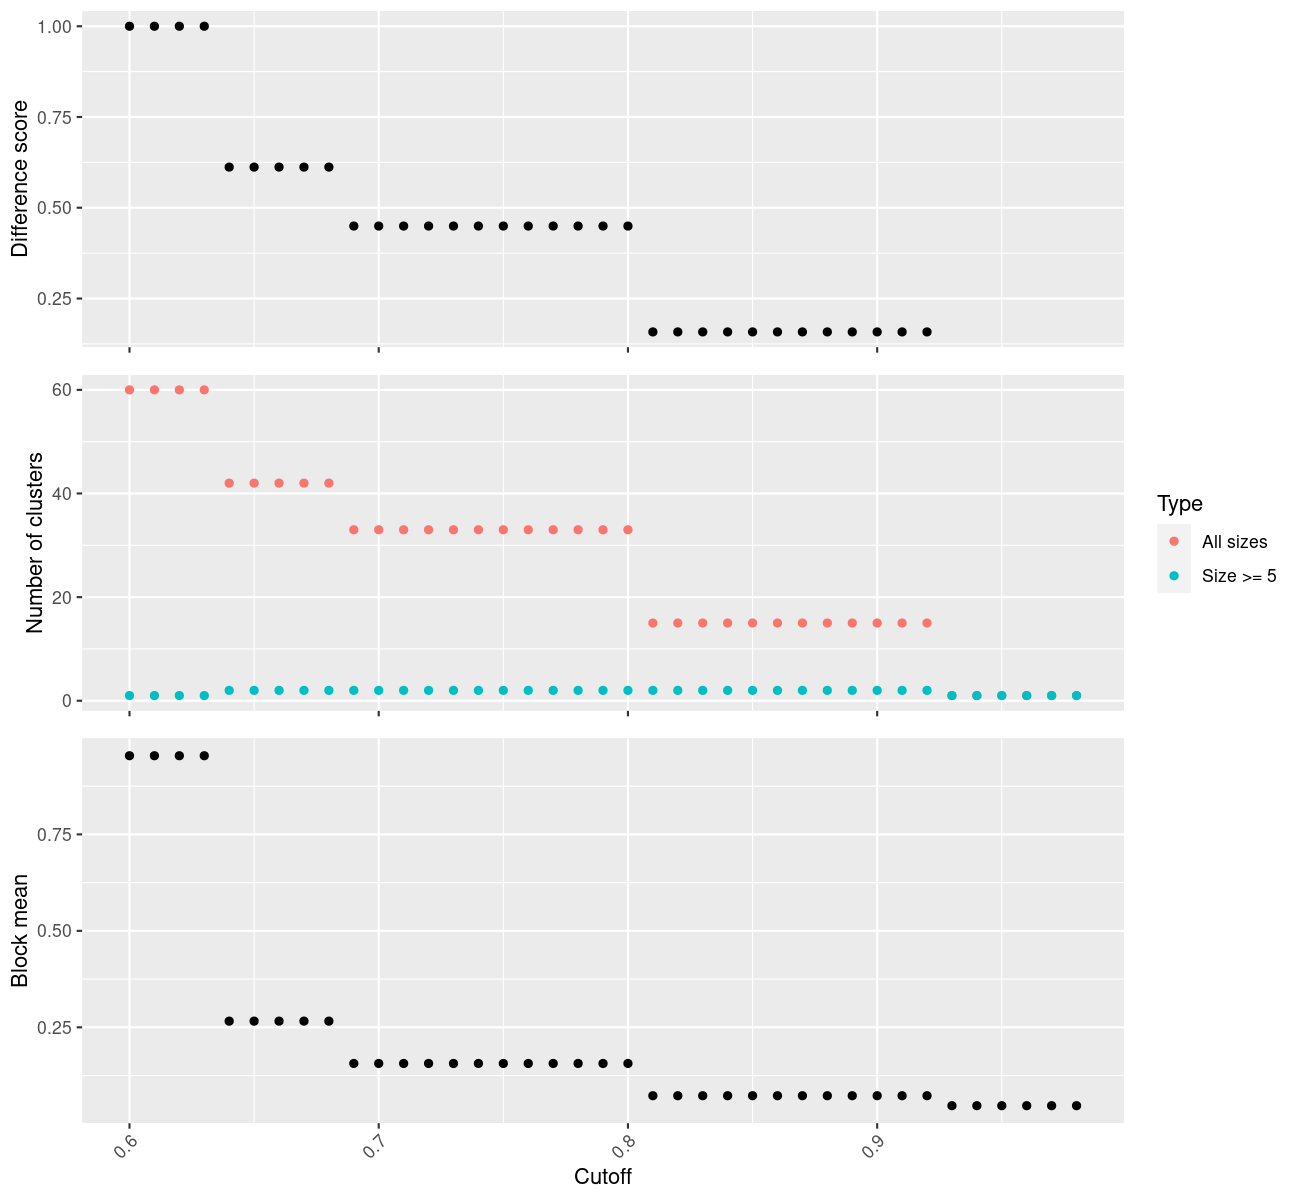 1.00
0.75
0.50
0.25
Difference score
60
40
20
0
Number of clusters
Type
All sizes
Size >= 5
0.75
0.50
0.25
Block mean
0.6
0.7
0.8
0.9
Cutoff